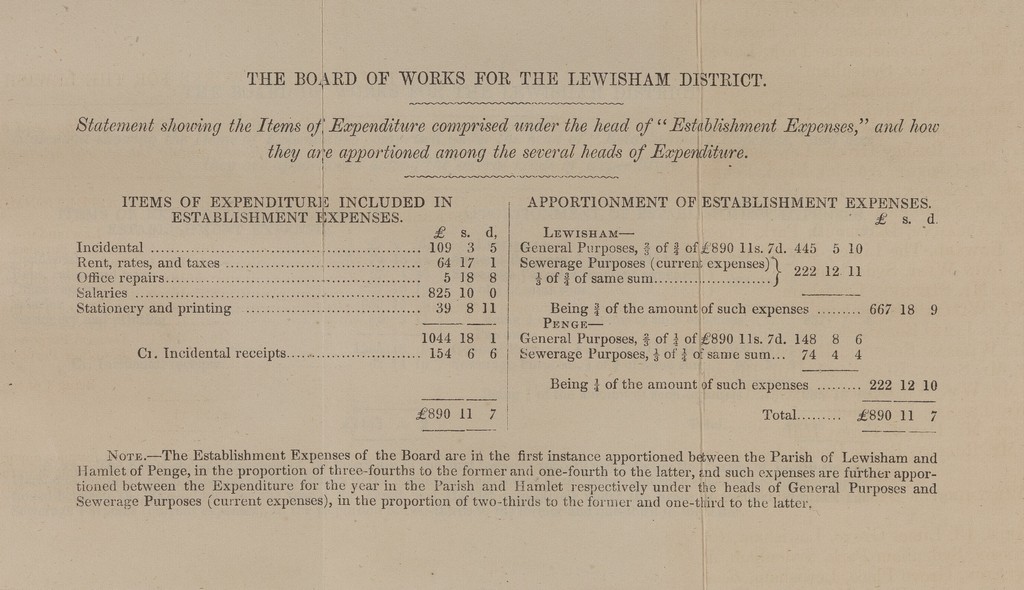 THE BOARD OF WORKS FOR THE LEWISHAM DISTRICT.
Statement showing the Items of Expenditure comprised under the head of "Establishment Expenses," and how
they are apportioned among the several heads of Expenditure.
ITEMS OF EXPENDITURE INCLUDED IN
ESTABLISHMENT EXPENSES.
£ s. d,
Incidental ........ 109 3 5
Rent, rates, and taxes ........ 64 17 1
Office repairs........ 5 18 8
Salaries ........ 825 10 0
Stationery and printing ........ 39 8 11
1044 18 1
Cr. Incidental receipts........ 154 6 6
£890 11 7
APPORTIONMENT OF ESTABLISHMENT EXPENSES.
£ s. d.
LEWISHAM—
General Purposes, ⅔ of ¾ of £890 11s. 7d. 445 5 10
Sewerage Purposes (current expenses) }
⅓ of ¾ of same sum........ } 222 12 11
Being ¾ of the amount of such expenses ......... 667 18 9
PENGE—
General Purposes, ⅔ of ¼ of £890 11s. 7d. 148 8 6
Sewerage Purposes, ⅓ of ¼ of same sum... 74 4 4
Being ¼ of the amount of such expenses ......... 222 12 10
Total......... £890 11 7
NOTE.—The Establishment Expenses of the Board are in the first instance apportioned between the Parish of Lewisham and
Hamlet of Penge, in the proportion of three-fourths to the former and one-fourth to the latter, and such expenses are further appor-
tioned between the Expenditure for the year in the Parish and Hamlet respectively under the heads of General Purposes and
Sewerage Purposes (current expenses), in the proportion of two-thirds to the former and one-third to the latter.